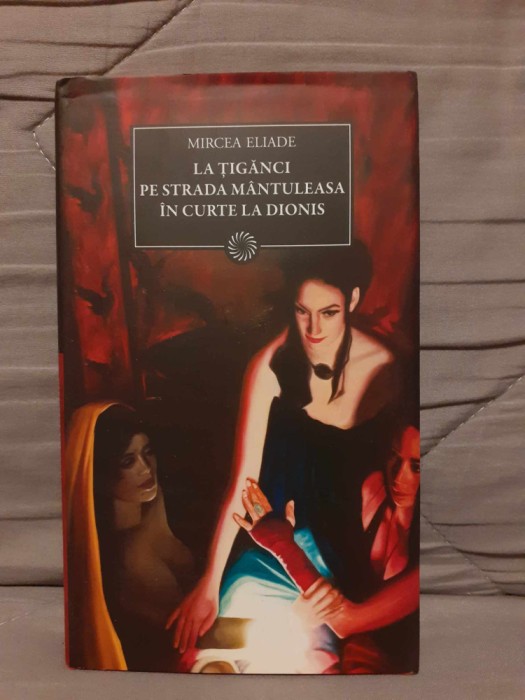 MIRCEA ELIADE
LA ȚIGĂNCI
PE STRADA MÂNTULEASA
ÎN CURTE LA DIONIS